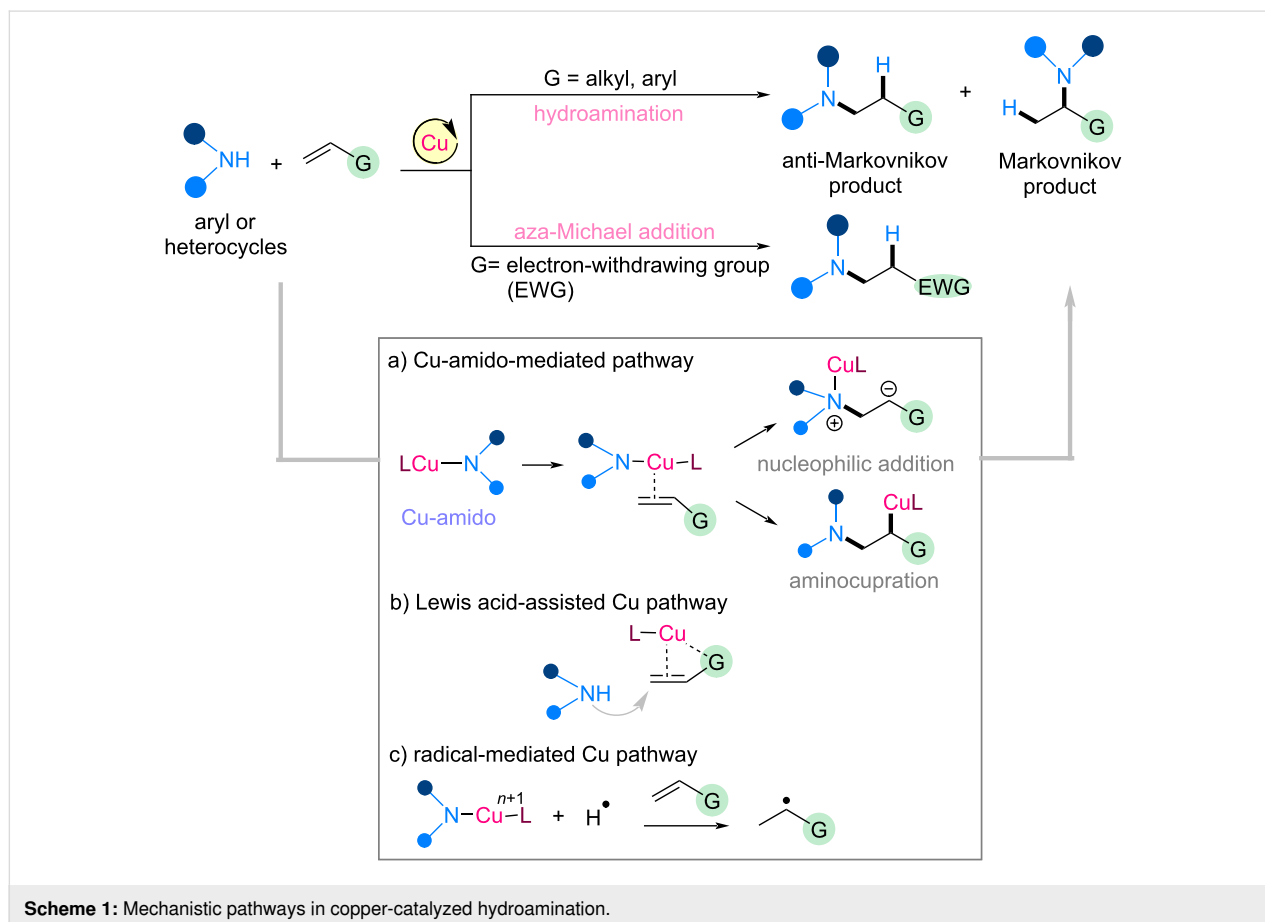 G = alkyl, aryl
hydroamination
Cu
NH
+
G
aryl or
heterocycles
N
H
G
anti-Markovnikov
product
+
N
H
G
Markovnikov
product
aza-Michael addition
G= electron-withdrawing group
(EWG)
N
H
EWG
a) Cu-amido-mediated pathway
LCu
N
Cu-amido
N
Cu
L
G
CuL
N
⊕
⊖
G
nucleophilic addition
CuL
N
G
aminocupration
b) Lewis acid-assisted Cu pathway
L
Cu
G
NH
c) radical-mediated Cu pathway
N
Cu
n+1
L
+
H•
G
•
G
Scheme 1: Mechanistic pathways in copper-catalyzed hydroamination.